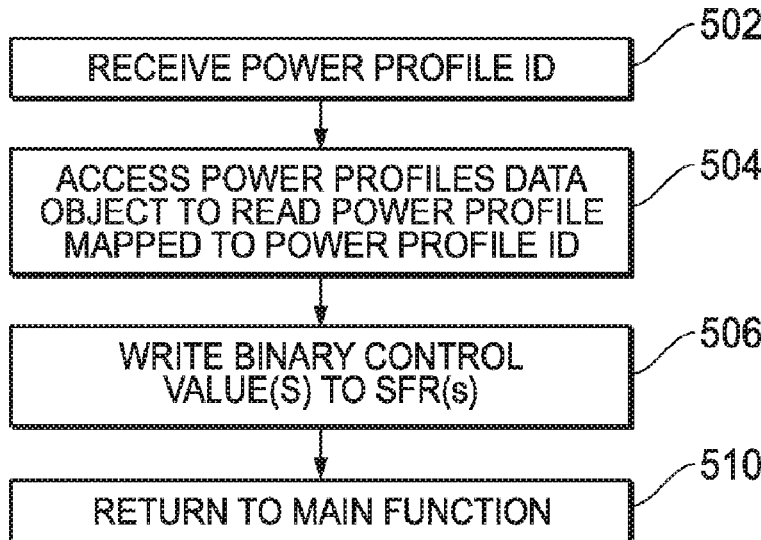 502
RECEIVE POWER PROFILE ID
504
ACCESS POWER PROFILES DATA
OBJECT TO READ POWER PROFILE
MAPPED TO POWER PROFILE ID
506
WRITE BINARY CONTROL
VALUE(S) TO SFR(s)
510
RETURN TO MAIN FUNCTION